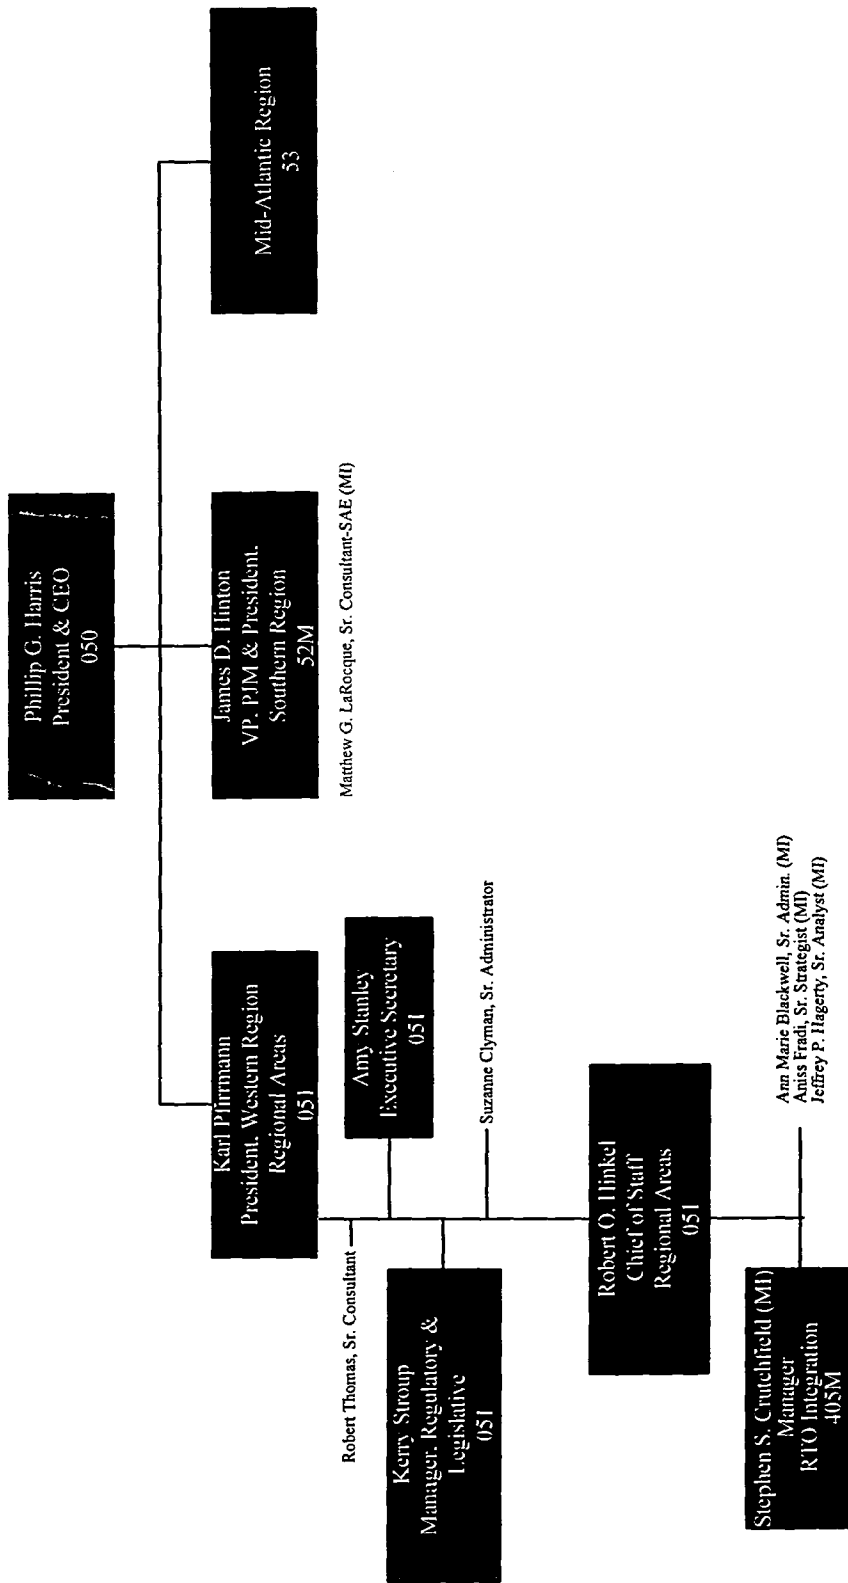 Phillip G. Harris
President & CEO
050
Karl Pfirrmann
President, Western Region
Regional Areas
051
James D. Hinton
VP. PJM & President.
Southern Region
52M
Mid-Atlantic Region
53
Matthew G. LaRocque, Sr. Consultant-SAE (MI)
Robert Thomas, Sr. Consultant
Amy Stanley
Executive Secretary
051
Kerry Stroup
Manager, Regulatory &
Legislative
051
Suzanne Clyman, Sr. Administrator
Robert O. Hinkel
Chief of Staff
Regional Areas
051
Stephen S. Crutchfield (MI)
Manager
RTO Integration
405M
Ann Marie Blackwell, Sr. Admin. (MI)
Aniss Fradi, Sr. Strategist (MI)
Jeffrey P. Hagerty, Sr. Analyst (MI)